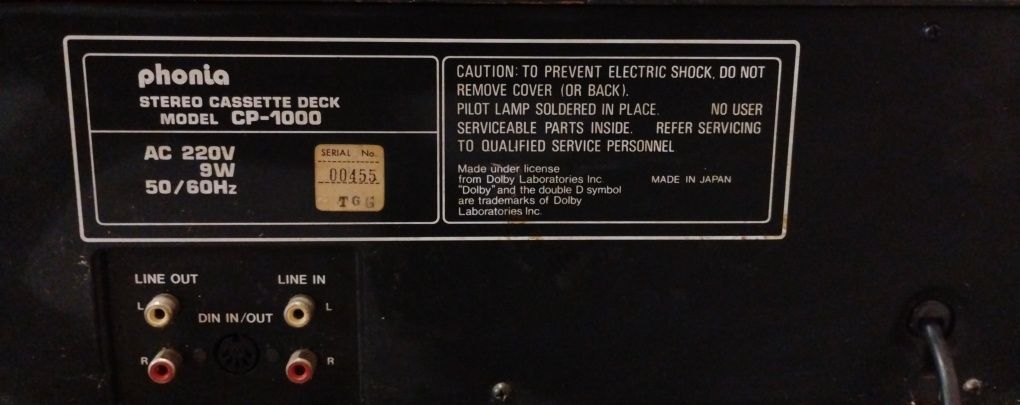 phonia
STEREO CASSETTE DECK
MODEL CP-1000
AC 220V
9W
50/60Hz
SERIAL No.
00455
TGG
CAUTION: TO PREVENT ELECTRIC SHOCK, DO NOT
REMOVE COVER (OR BACK).
PILOT LAMP SOLDERED IN PLACE. NO USER
SERVICEABLE PARTS INSIDE. REFER SERVICING
TO QUALIFIED SERVICE PERSONNEL
Made under license
from Dolby Laboratories Inc.
"Dolby" and the double D symbol
are trademarks of Dolby
Laboratories Inc.
MADE IN JAPAN
LINE OUT LINE IN
L L
DIN IN/OUT
R R